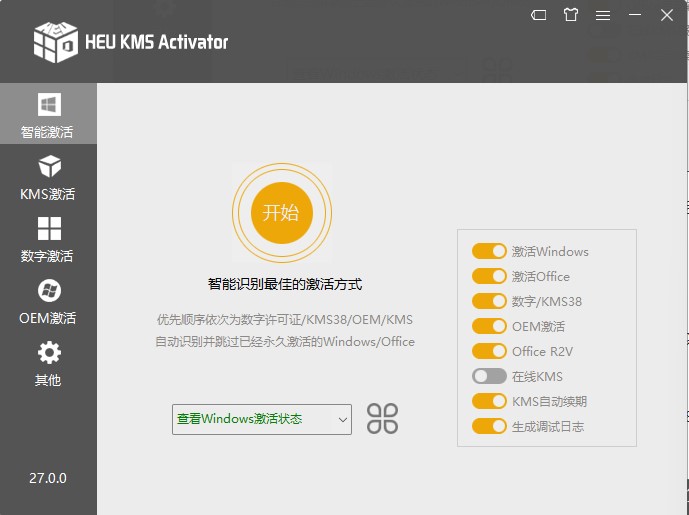 HEU KMS Activator
智能激活
KMS激活
数字激活
OEM激活
其他
27.0.0
开始
智能识别最佳的激活方式
优先顺序依次为数字许可证/KMS38/OEM/KMS
自动识别并跳过已经永久激活的Windows/Office
查看Windows激活状态
激活Windows
激活Office
数字/KMS38
OEM激活
Office R2V
在线KMS
KMS自动续期
生成调试日志